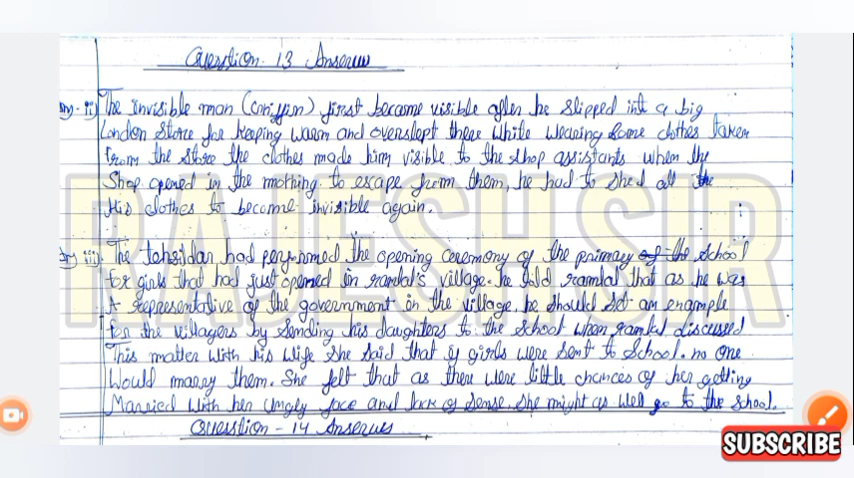 Question. 13 Answer
Ans. ii) The invisible man (Griffin) first became visible after he slipped into a big
London Store for keeping warm and overslept there while wearing some clothes taken
from the store the clothes made him visible to the shop assistants when the
Shop opened in the morning to escape from them, he had to shed all the
His clothes to become invisible again.
Ans iii) The tahsildar had performed the opening ceremony of the primary of the school
for girls that had just opened in ramlal's village. he told ramlal that as he was
A representative of the government in the village, he should set an example
for the villagers by sending his daughters to the school when ramlal discussed
This matter with his wife she said that if girls were sent to School. no one
Would marry them. She felt that as there were little chances of her getting
Married with her ungly face and lack of sense. She might as well go to the school.
Quesstion - 14 Answers
RAJESH SIR
SUBSCRIBE